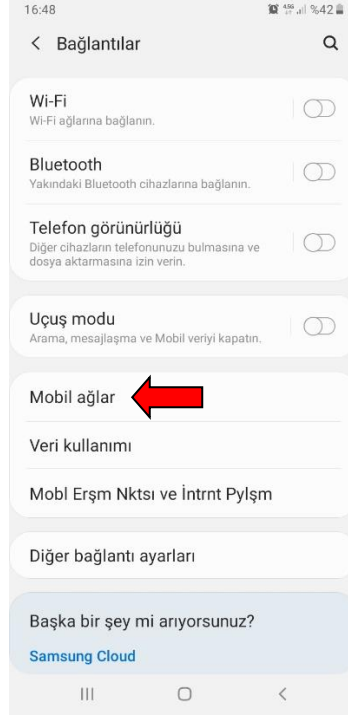 16:48
%42
Bağlantılar
Wi-Fi
Wi-Fi ağlarına bağlanın.
Bluetooth
Yakındaki Bluetooth cihazlarına bağlanın.
Telefon görünürlüğü
Diğer cihazların telefonunuzu bulmasına ve
dosya aktarmasına izin verin.
Uçuş modu
Arama, mesajlaşma ve Mobil veriyi kapatın.
Mobil ağlar
Veri kullanımı
Mobl Erşm Nktsı ve İntrnt Pylşm
Diğer bağlantı ayarları
Başka bir şey mi arıyorsunuz?
Samsung Cloud